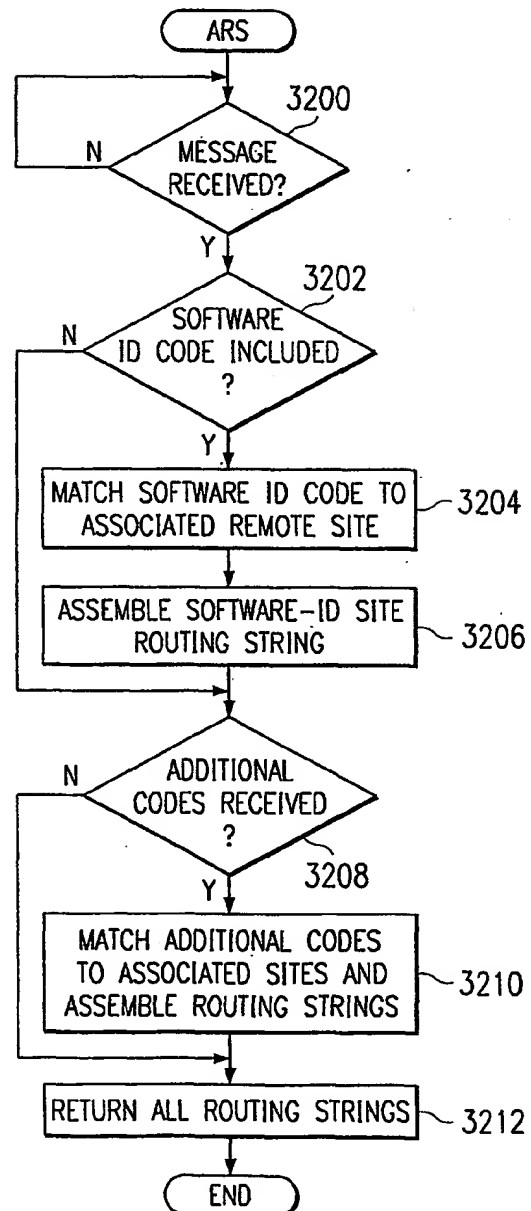 ARS
3200
N
MESSAGE
RECEIVED?
Y
3202
N
SOFTWARE
ID CODE INCLUDED
?
Y
MATCH SOFTWARE ID CODE TO
ASSOCIATED REMOTE SITE
3204
ASSEMBLE SOFTWARE-ID SITE
ROUTING STRING
3206
N
ADDITIONAL
CODES RECEIVED
?
3208
Y
MATCH ADDITIONAL CODES
TO ASSOCIATED SITES AND
ASSEMBLE ROUTING STRINGS
3210
RETURN ALL ROUTING STRINGS
3212
END